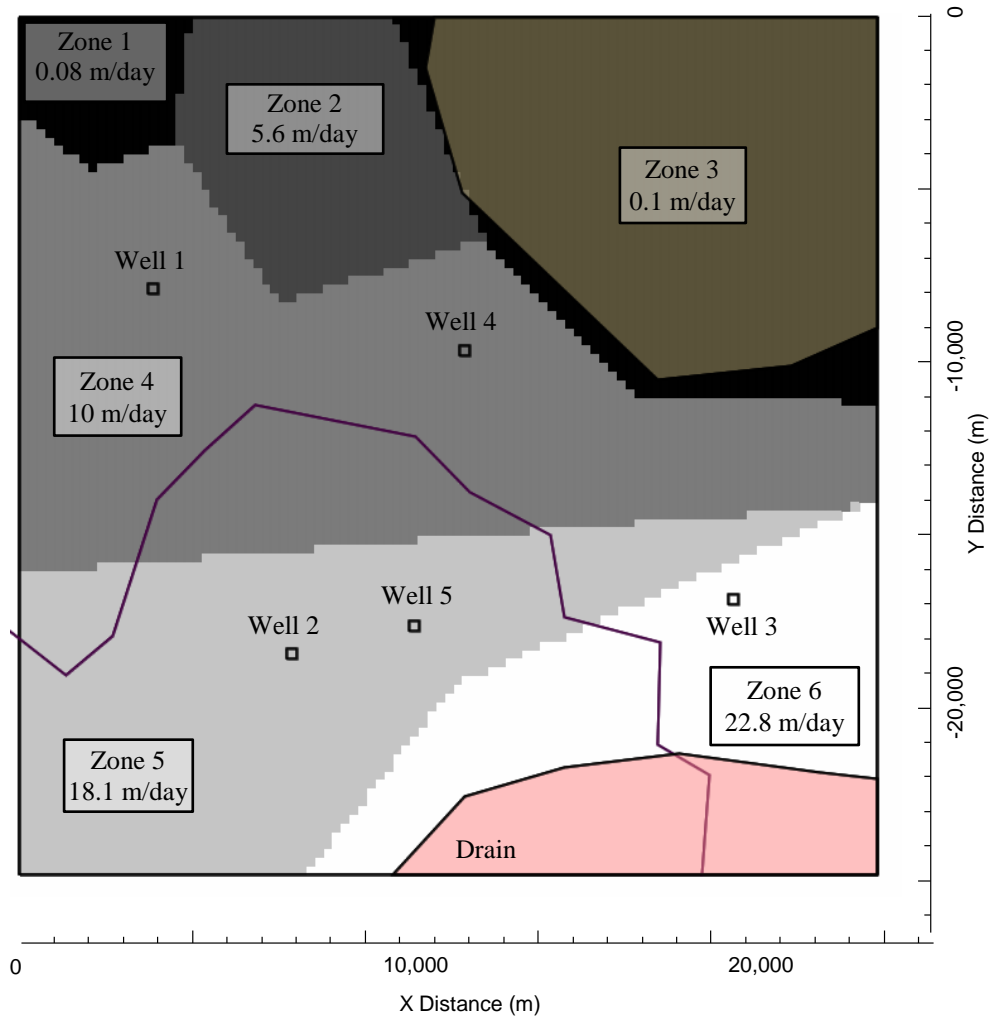 Zone 1
0.08 m/day
Zone 2
5.6 m/day
Zone 3
0.1 m/day
Well 1
Well 4
Zone 4
10 m/day
Well 5
Well 2
Well 3
Zone 6
22.8 m/day
Zone 5
18.1 m/day
Drain
0
-10,000
-20,000
Y Distance (m)
0
10,000
20,000
X Distance (m)